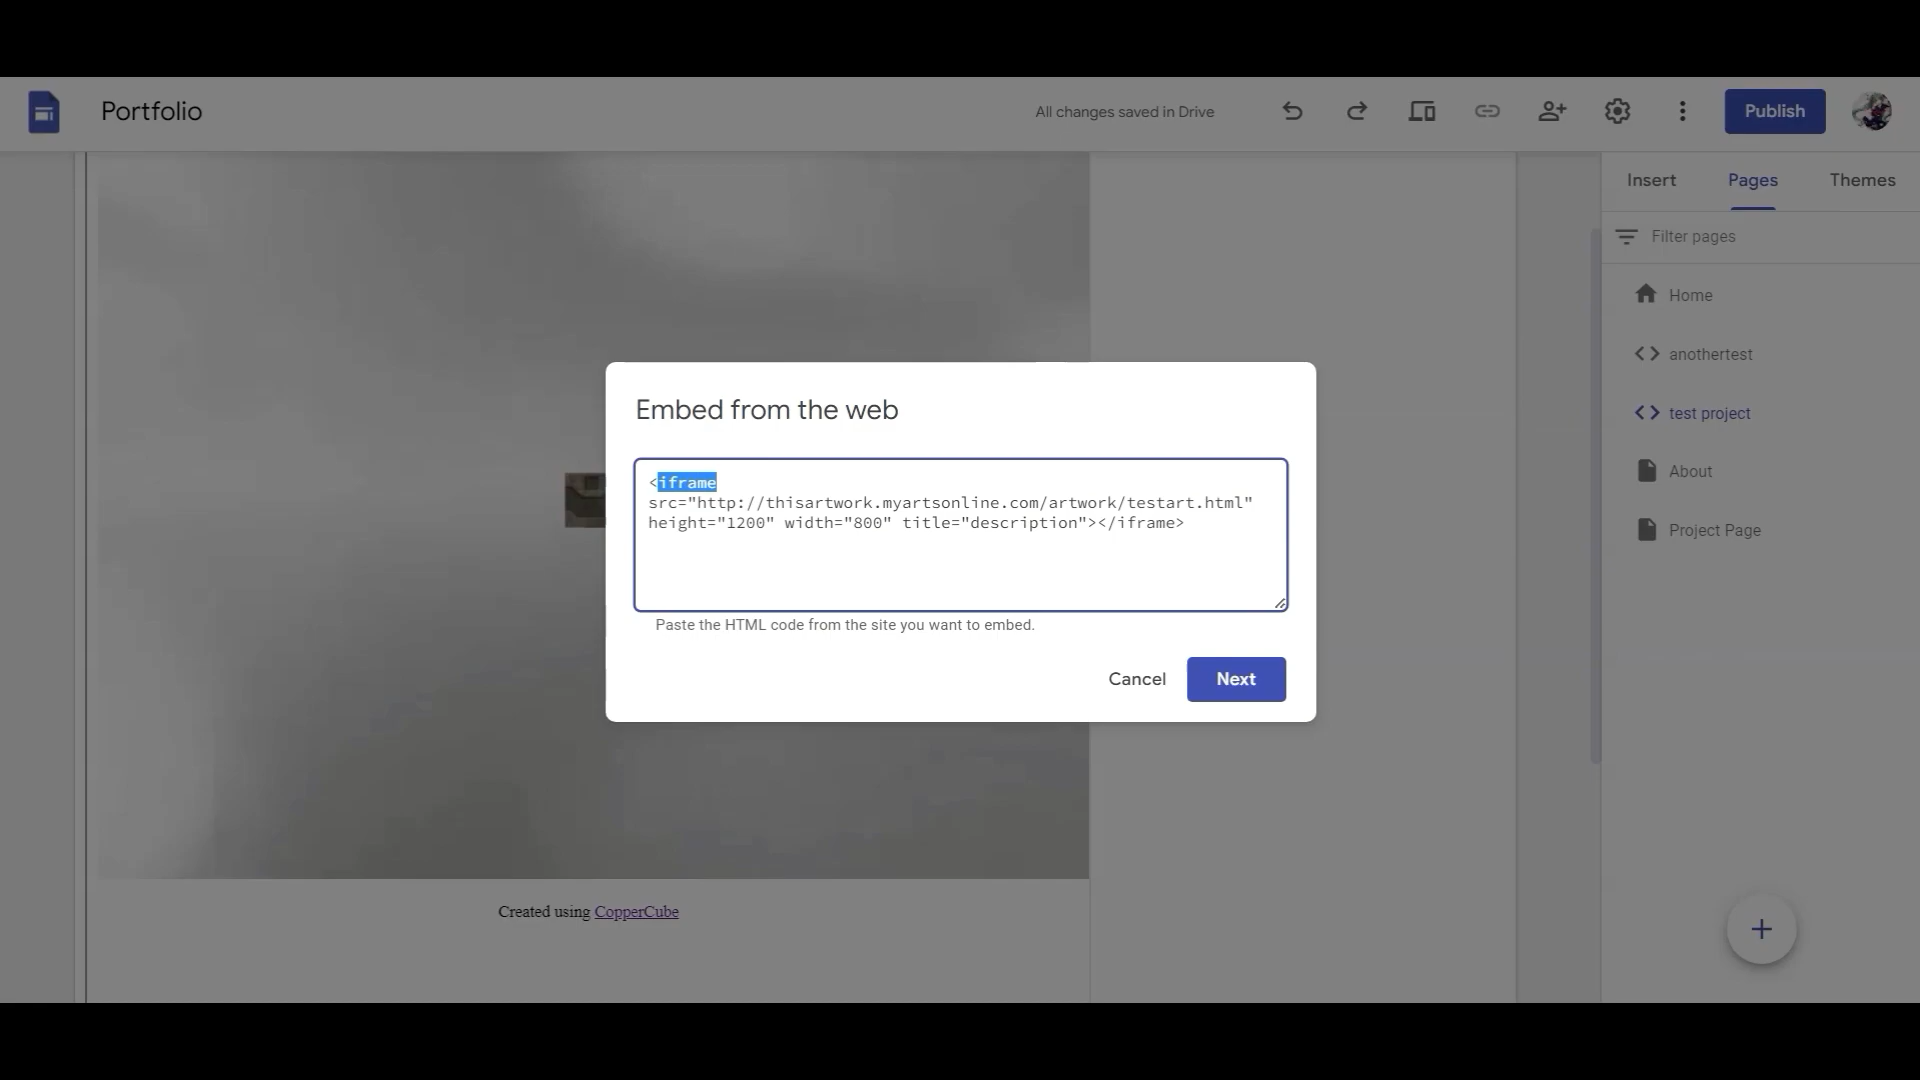 Portfolio
All changes saved in Drive
Publish
Insert Pages Themes
Filter pages
Home
anothertest
test project
About
Project Page
Embed from the web
<iframe
src="http://thisartwork.myartsonline.com/artwork/testart.html"
height="1200" width="800" title="description"></iframe>
Paste the HTML code from the site you want to embed.
Cancel Next
Created using CopperCube